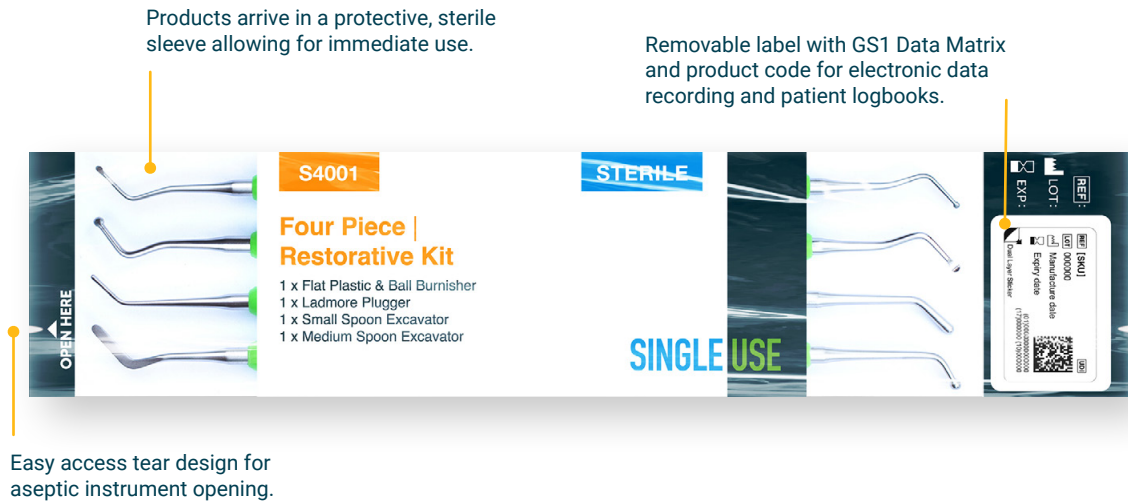 Products arrive in a protective, sterile
sleeve allowing for immediate use.
Removable label with GS1 Data Matrix
and product code for electronic data
recording and patient logbooks.
S4001
STERILE
Four Piece |
Restorative Kit
1 x Flat Plastic & Ball Burnisher
1 x Ladmore Plugger
1 x Small Spoon Excavator
1 x Medium Spoon Excavator
OPEN HERE
SINGLE USE
REF :
LOT:
EXP:
REF [SKU]
LOT 000000
Manufacture date
Expiry date
Dual Layer Sticker
UDI
Easy access tear design for
aseptic instrument opening.